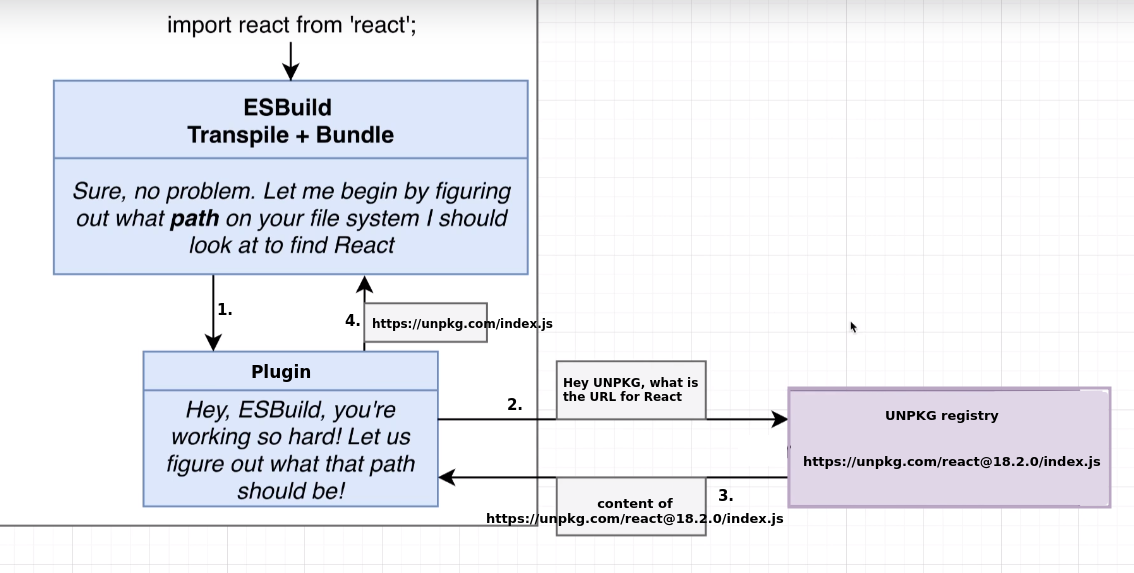 import react from 'react';
ESBuild
Transpile + Bundle
Sure, no problem. Let me begin by figuring
out what path on your file system I should
look at to find React
1.
4.
https://unpkg.com/index.js
Plugin
Hey, ESBuild, you're
working so hard! Let us
figure out what that path
should be!
2.
Hey UNPKG, what is
the URL for React
UNPKG registry
https://unpkg.com/react@18.2.0/index.js
3.
content of
https://unpkg.com/react@18.2.0/index.js